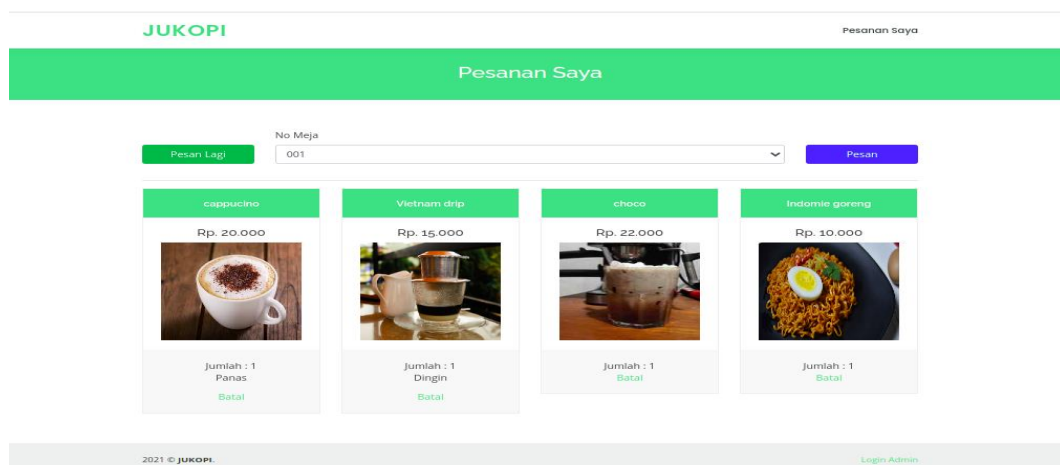 JUKOPI
Pesanan Saya
Pesanan Saya
No Meja
Pesan Lagi
001
Pesan
cappucino
Rp. 20.000
Jumlah : 1
Panas
Batal
Vietnam drip
Rp. 15.000
Jumlah : 1
Dingin
Batal
choco
Rp. 22.000
Jumlah : 1
Batal
Indomie goreng
Rp. 10.000
Jumlah : 1
Batal
2021 © JUKOPI.
Login Admin